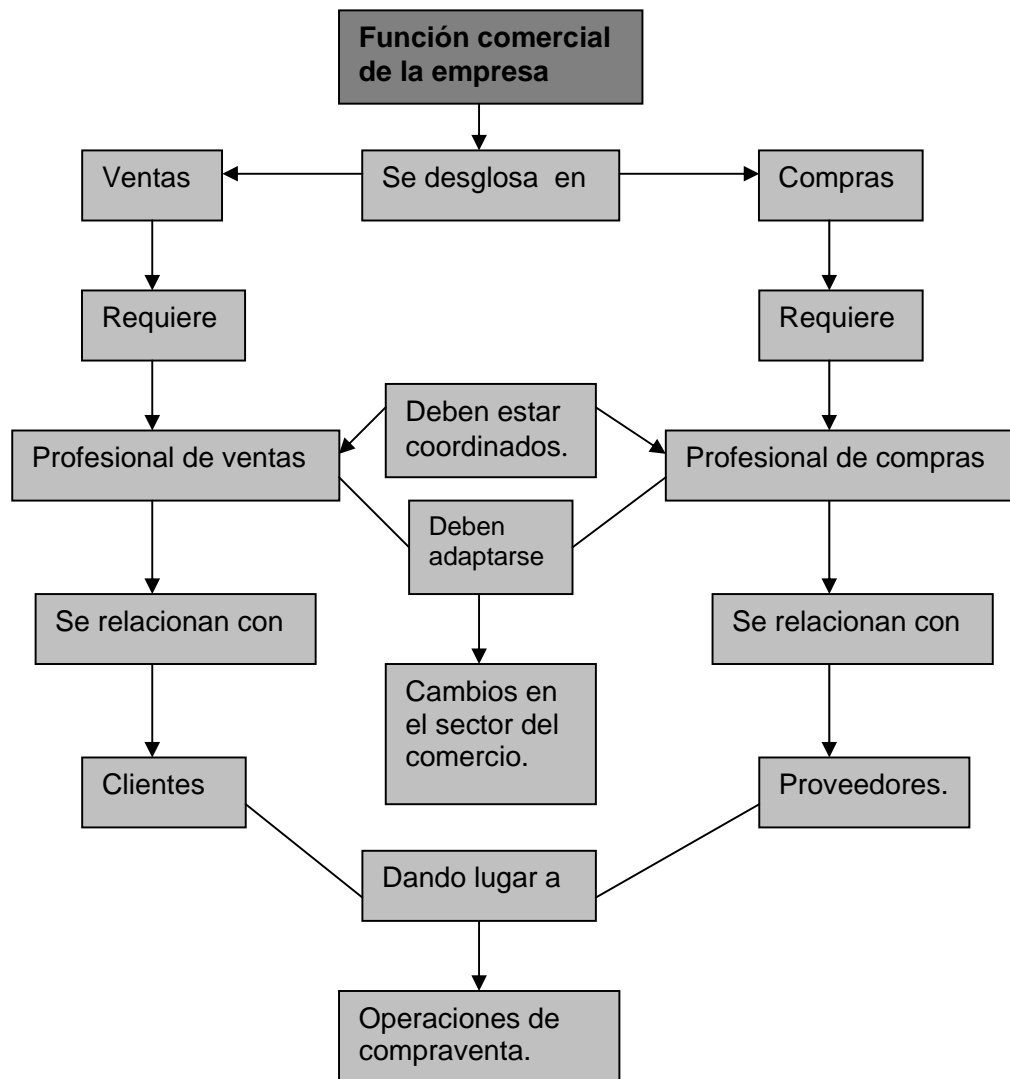 Función comercial
de la empresa
Ventas
Se desglosa en
Compras
Requiere
Requiere
Deben estar
coordinados.
Profesional de ventas
Profesional de compras
Deben
adaptarse
Se relacionan con
Se relacionan con
Cambios en
el sector del
comercio.
Clientes
Proveedores.
Dando lugar a
Operaciones de
compraventa.